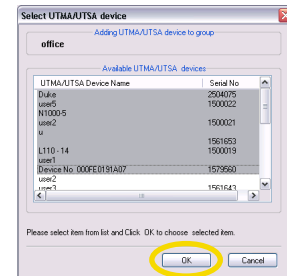 Select UTMA/UTSA device
Adding UTMA/UTSA device to group
office
Available UTMA/UTSA devices
UTMA/UTSA Device Name Serial No
Duke 2504075
user5 1500022
N1000-5
user2 1500021
u
1561653
L110 - 14 1500019
user1
Device No 000FE0191A07 1579560
user2
user3 1561643
Please select item from list and Click OK to choose selected item.
OK Cancel